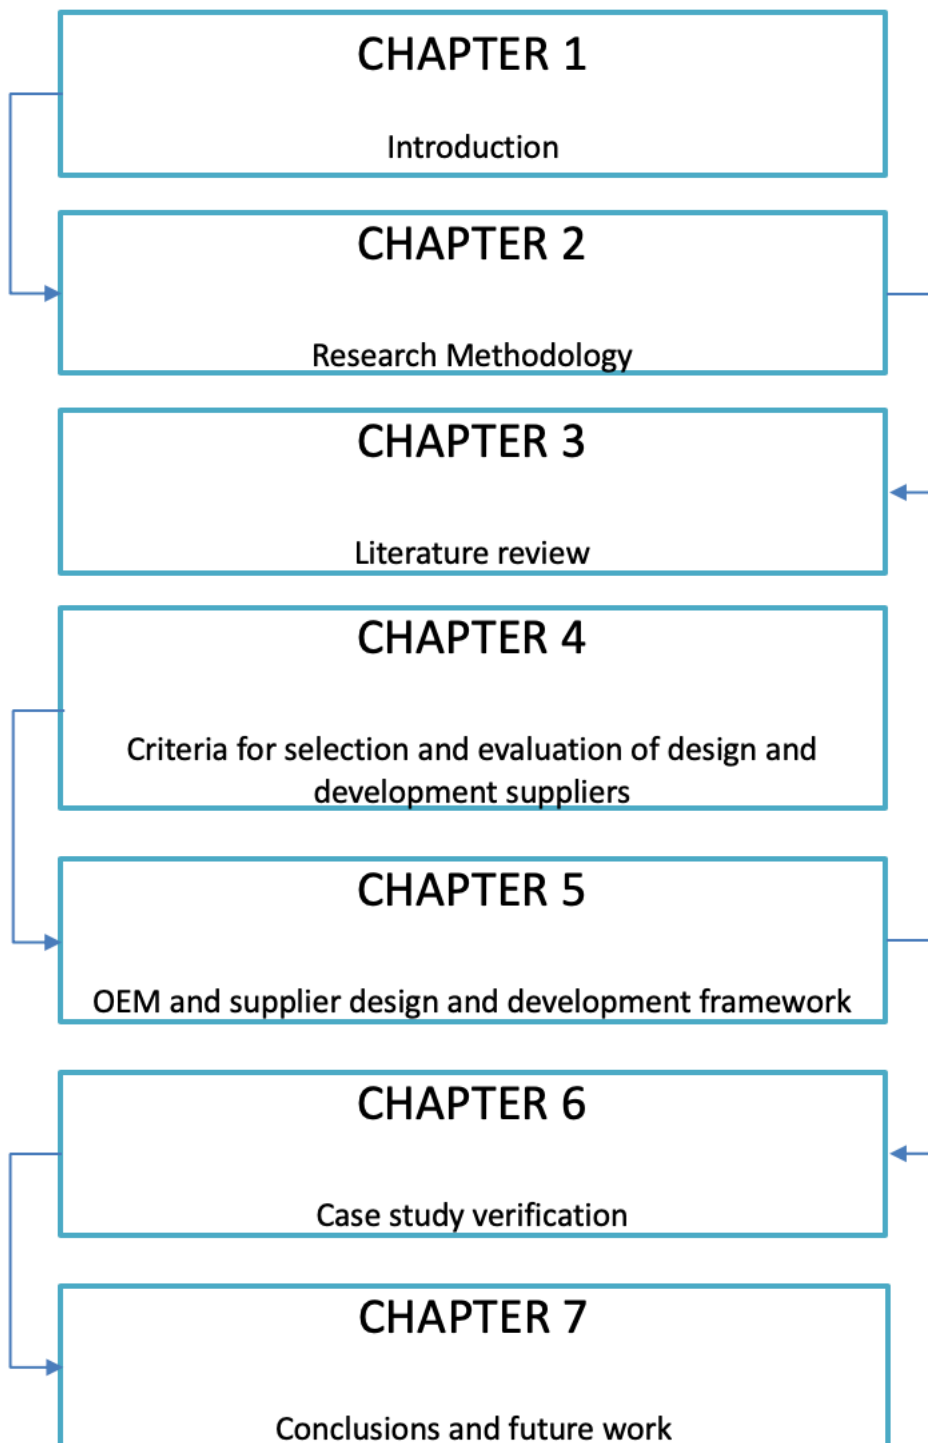 CHAPTER 1
Introduction
CHAPTER 2
Research Methodology
CHAPTER 3
Literature review
CHAPTER 4
Criteria for selection and evaluation of design and
development suppliers
CHAPTER 5
OEM and supplier design and development framework
CHAPTER 6
Case study verification
CHAPTER 7
Conclusions and future work